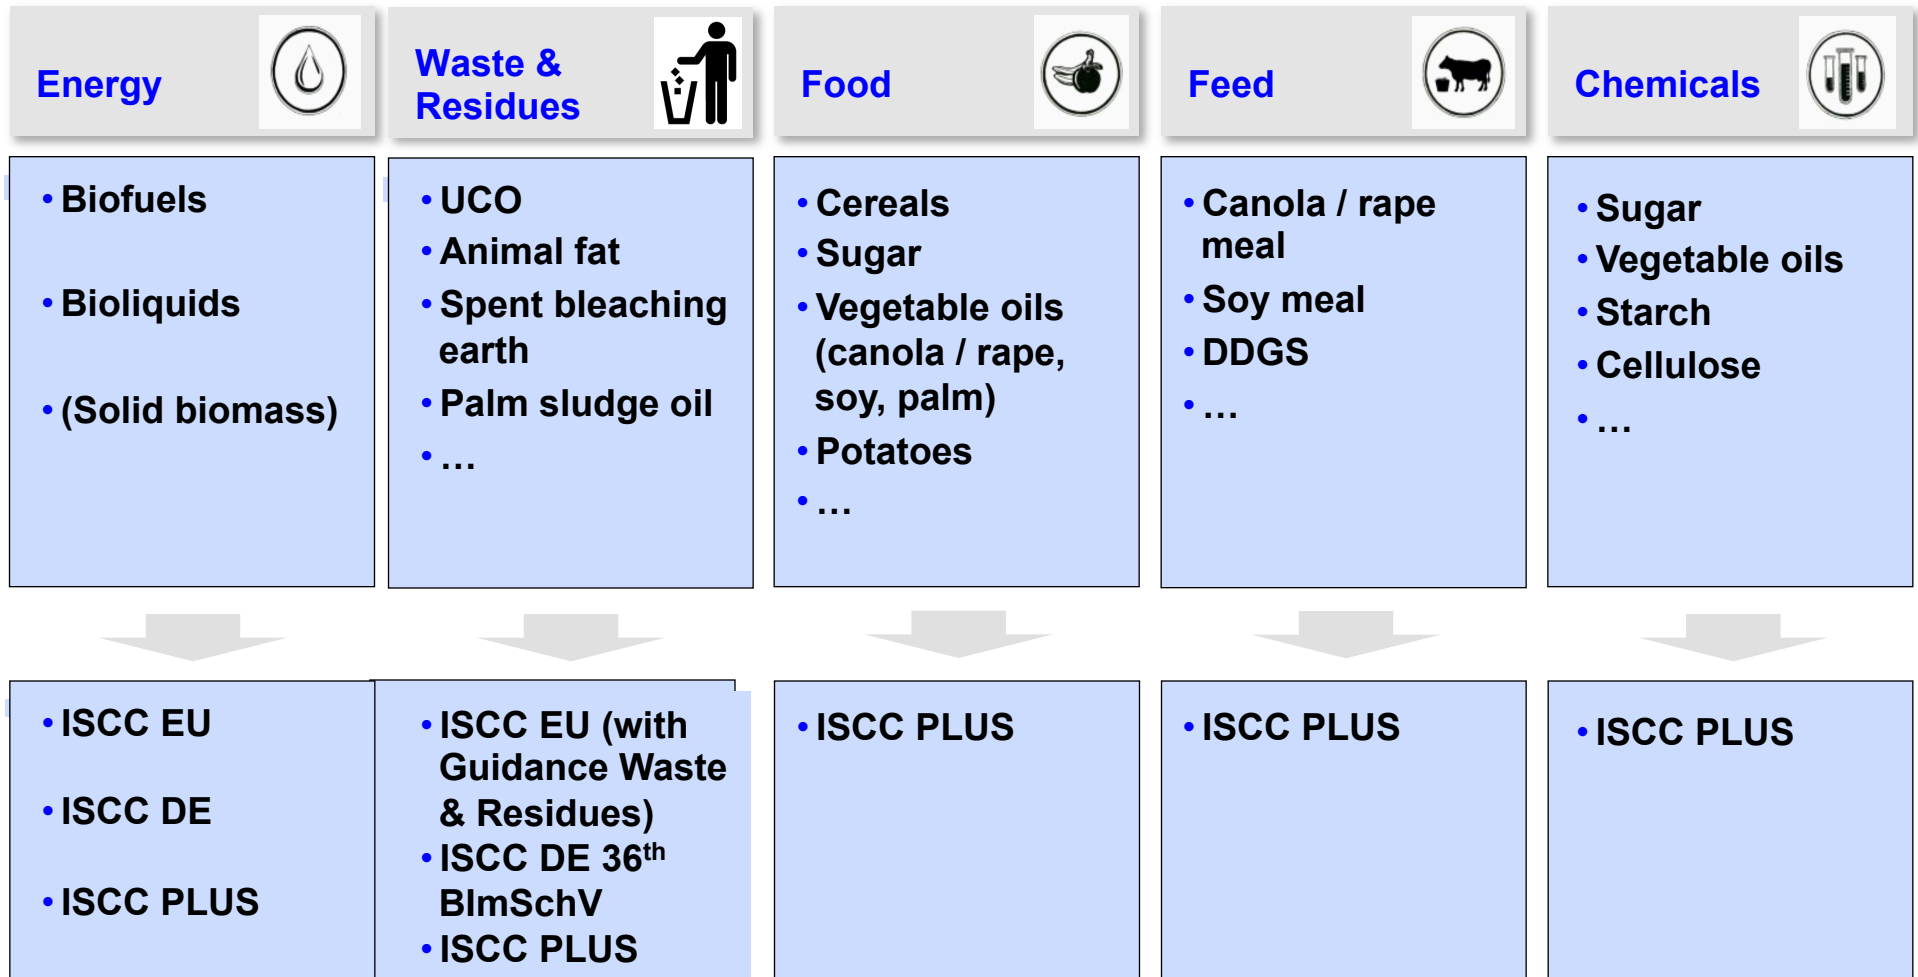 Energy
Waste &
Residues
Food
Feed
Chemicals
• Biofuels
• Bioliquids
• (Solid biomass)
• UCO
• Animal fat
• Spent bleaching
earth
• Palm sludge oil
• …
• Cereals
• Sugar
• Vegetable oils
(canola / rape,
soy, palm)
• Potatoes
• …
• Canola / rape
meal
• Soy meal
• DDGS
• …
• Sugar
• Vegetable oils
• Starch
• Cellulose
• …
• ISCC EU
• ISCC DE
• ISCC PLUS
• ISCC EU (with
Guidance Waste
& Residues)
• ISCC DE 36th
BlmSchV
• ISCC PLUS
• ISCC PLUS
• ISCC PLUS
• ISCC PLUS